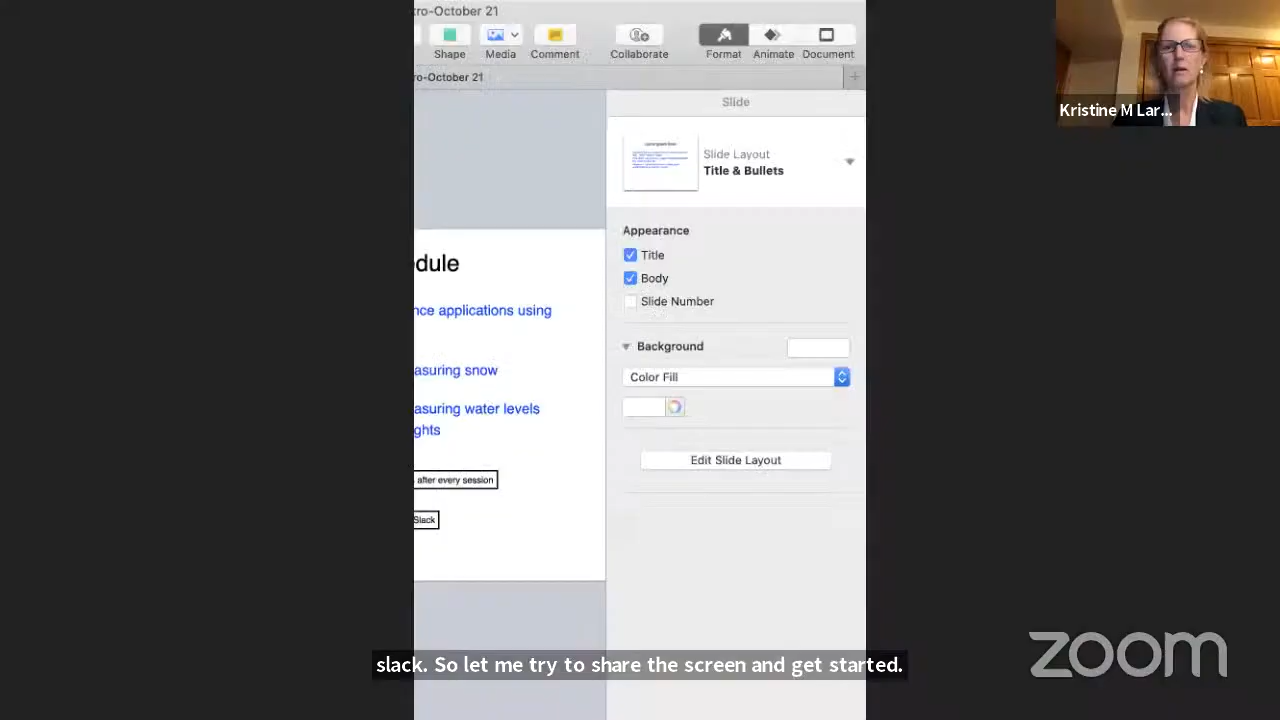 tro-October 21
Shape
Media
Comment
Collaborate
Format
Animate
Document
ro-October 21
Slide
Slide Layout
Title & Bullets
Appearance
Title
Body
Slide Number
Background
Color Fill
Edit Slide Layout
dule
nce applications using
asuring snow
asuring water levels
ghts
after every session
Slack
Kristine M Lar...
slack. So let me try to share the screen and get started.
zoom